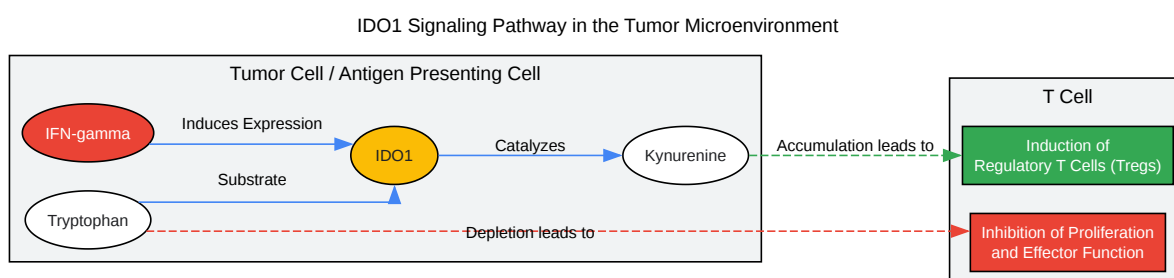 IDO1 Signaling Pathway in the Tumor Microenvironment
Tumor Cell / Antigen Presenting Cell
IFN-gamma
Induces Expression
IDO1
Catalyzes
Kynurenine
Substrate
Tryptophan
Depletion leads to
Accumulation leads to
T Cell
Induction of
Regulatory T Cells (Tregs)
Inhibition of Proliferation
and Effector Function